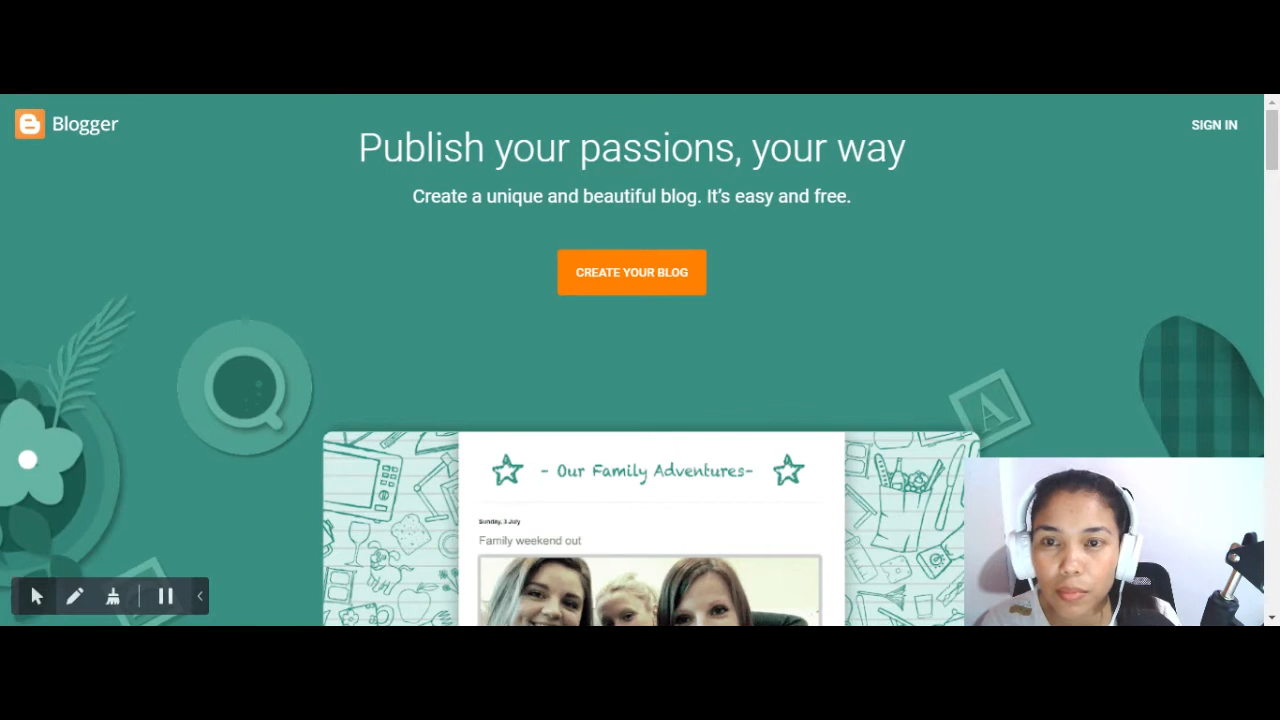 Blogger
SIGN IN
Publish your passions, your way
Create a unique and beautiful blog. It's easy and free.
CREATE YOUR BLOG
A
- Our Family Adventures-
Sunday, 3 July
Family weekend out